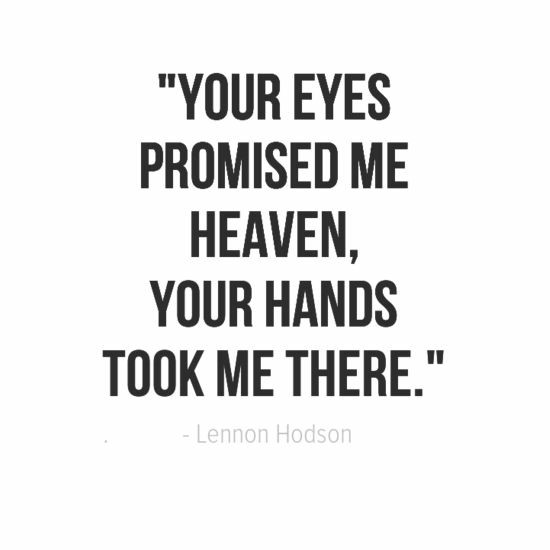 "YOUR EYES
PROMISED ME
HEAVEN,
YOUR HANDS
TOOK ME THERE."
. - Lennon Hodson